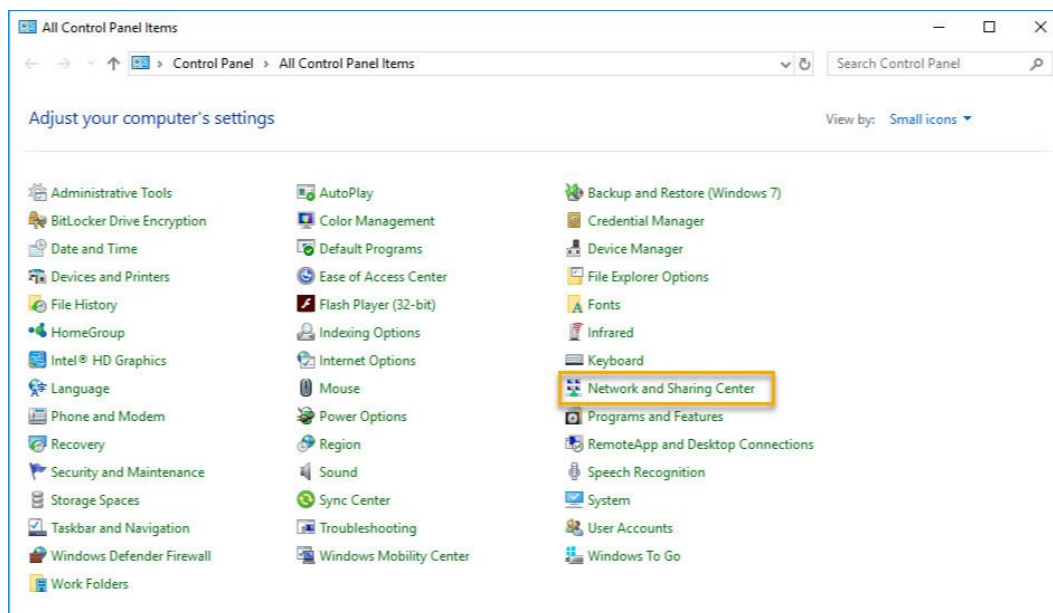 All Control Panel Items
Control Panel > All Control Panel Items
Search Control Panel
Adjust your computer's settings
View by: Small icons
Administrative Tools
AutoPlay
Backup and Restore (Windows 7)
BitLocker Drive Encryption
Color Management
Credential Manager
Date and Time
Default Programs
Device Manager
Devices and Printers
Ease of Access Center
File Explorer Options
File History
Flash Player (32-bit)
Fonts
HomeGroup
Indexing Options
Infrared
Intel® HD Graphics
Internet Options
Keyboard
Language
Mouse
Network and Sharing Center
Phone and Modem
Power Options
Programs and Features
Recovery
Region
RemoteApp and Desktop Connections
Security and Maintenance
Sound
Speech Recognition
Storage Spaces
Sync Center
System
Taskbar and Navigation
Troubleshooting
User Accounts
Windows Defender Firewall
Windows Mobility Center
Windows To Go
Work Folders